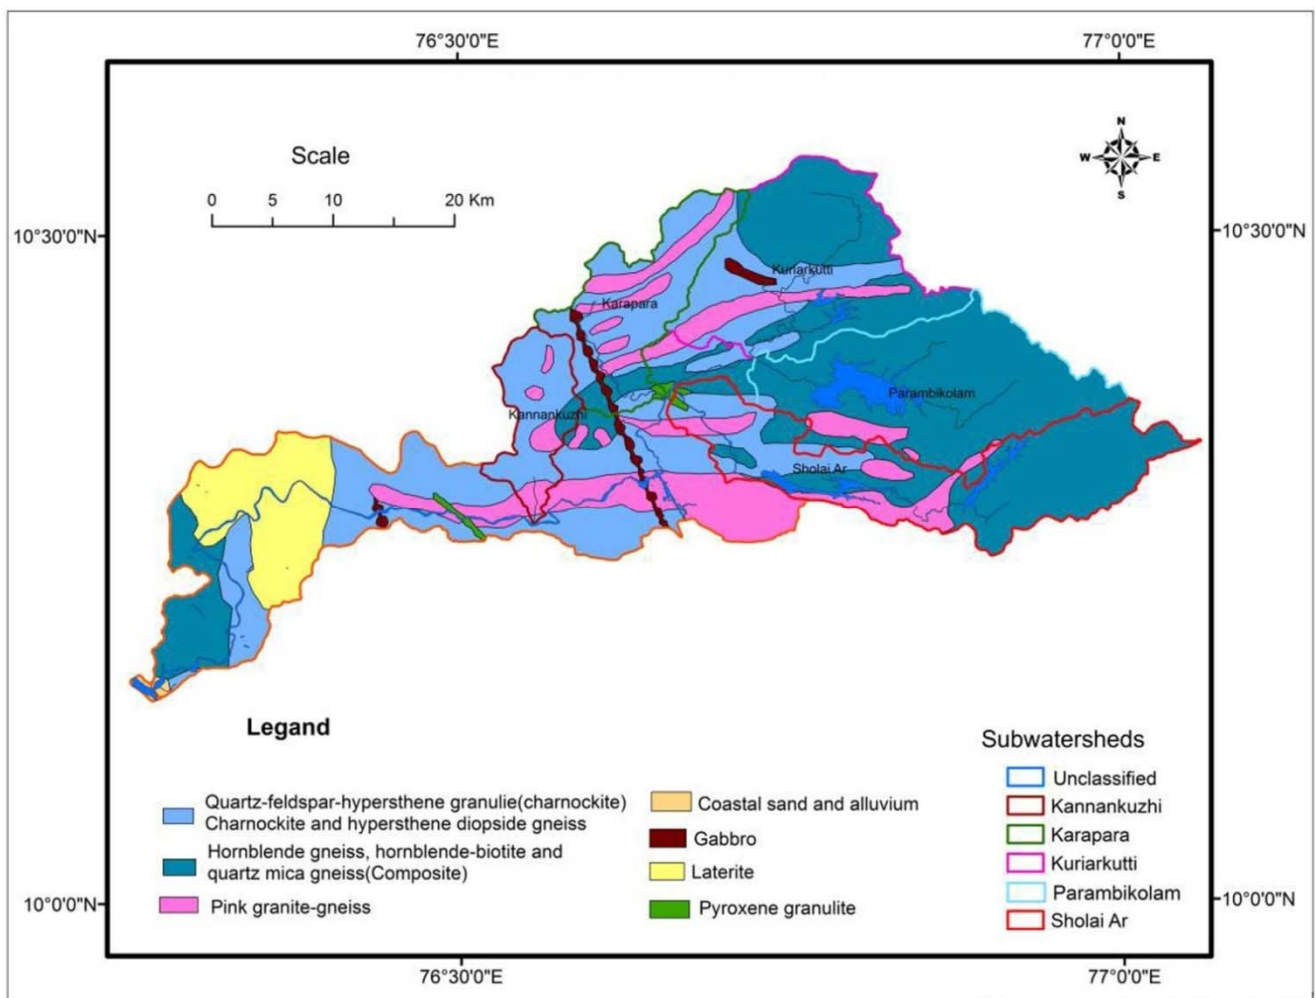 76°30'0"E
77°0'0"E
N
W
E
S
Scale
0 5 10 20 Km
10°30'0"N
10°30'0"N
Kuriarkutti
Karapara
Parambikolam
Kannankuzhi
Sholai Ar
Legand
Quartz-feldspar-hypersthene granulie(charnockite)
Charnockite and hypersthene diopside gneiss
Hornblende gneiss, hornblende-biotite and
quartz mica gneiss(Composite)
Pink granite-gneiss
Coastal sand and alluvium
Gabbro
Laterite
Pyroxene granulite
Subwatersheds
Unclassified
Kannankuzhi
Karapara
Kuriarkutti
Parambikolam
Sholai Ar
10°0'0"N
10°0'0"N
76°30'0"E
77°0'0"E